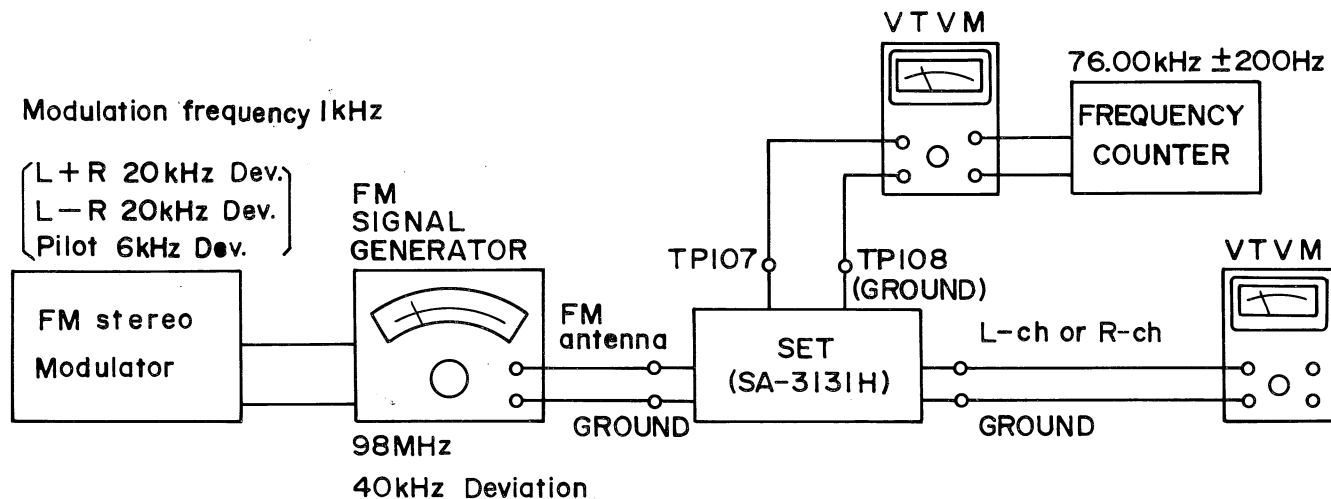 VTVM
76.00kHz ±200Hz
FREQUENCY
COUNTER
Modulation frequency 1kHz
L+R 20kHz Dev.
L-R 20kHz Dev.
Pilot 6kHz Dev.
FM stereo
Modulator
FM
SIGNAL
GENERATOR
98MHz
40kHz Deviation
FM
antenna
GROUND
TP107
TP108
(GROUND)
SET
(SA-3131H)
L-ch or R-ch
GROUND
VTVM